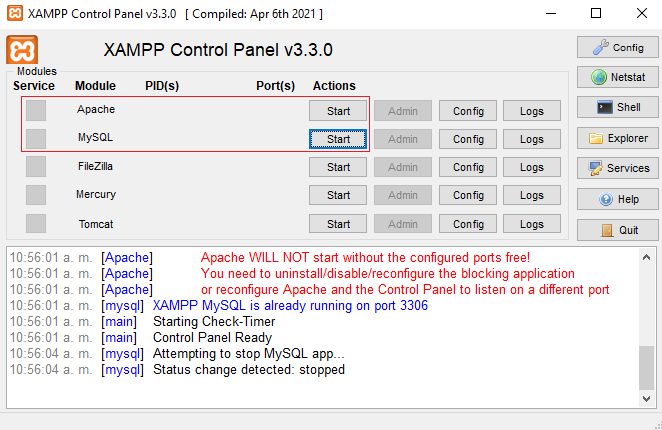 XAMPP Control Panel v3.3.0 [ Compiled: Apr 6th 2021 ]
XAMPP Control Panel v3.3.0
Config
Modules
Service Module PID(s) Port(s) Actions
Netstat
Apache Start Admin Config Logs
Shell
MySQL Start Admin Config Logs
Explorer
FileZilla Start Admin Config Logs
Services
Mercury Start Admin Config Logs
Help
Tomcat Start Admin Config Logs
Quit
10:56:01 a. m. [Apache] Apache WILL NOT start without the configured ports free!
10:56:01 a. m. [Apache] You need to uninstall/disable/reconfigure the blocking application
10:56:01 a. m. [Apache] or reconfigure Apache and the Control Panel to listen on a different port
10:56:01 a. m. [mysql] XAMPP MySQL is already running on port 3306
10:56:01 a. m. [main] Starting Check-Timer
10:56:01 a. m. [main] Control Panel Ready
10:56:04 a. m. [mysql] Attempting to stop MySQL app...
10:56:04 a. m. [mysql] Status change detected: stopped